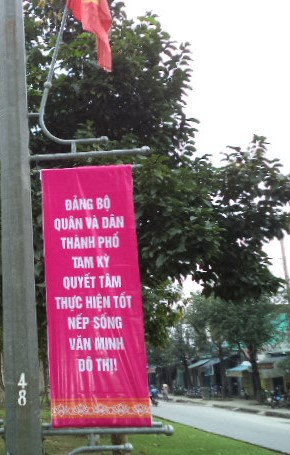 ĐẢNG BỘ
QUÂN VÀ DÂN
THÀNH PHỐ
TAM KỲ
QUYẾT TÂM
THỰC HIỆN TỐT
NẾP SỐNG
VĂN MINH
ĐÔ THỊ!
48